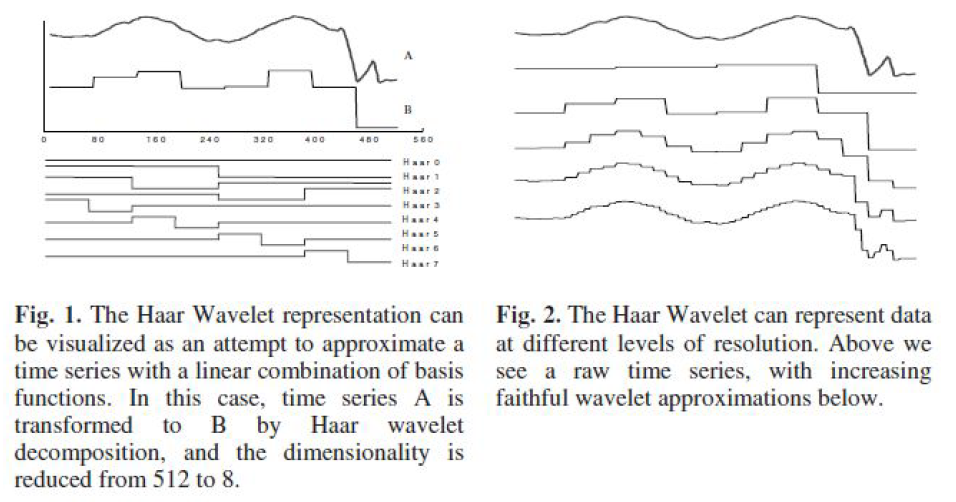 A
B
0 80 160 240 320 400 480 560
Haar 0
Haar 1
Haar 2
Haar 3
Haar 4
Haar 5
Haar 6
Haar 7
Fig. 1. The Haar Wavelet representation can
be visualized as an attempt to approximate a
time series with a linear combination of basis
functions. In this case, time series A is
transformed to B by Haar wavelet
decomposition, and the dimensionality is
reduced from 512 to 8.
Fig. 2. The Haar Wavelet can represent data
at different levels of resolution. Above we
see a raw time series, with increasing
faithful wavelet approximations below.